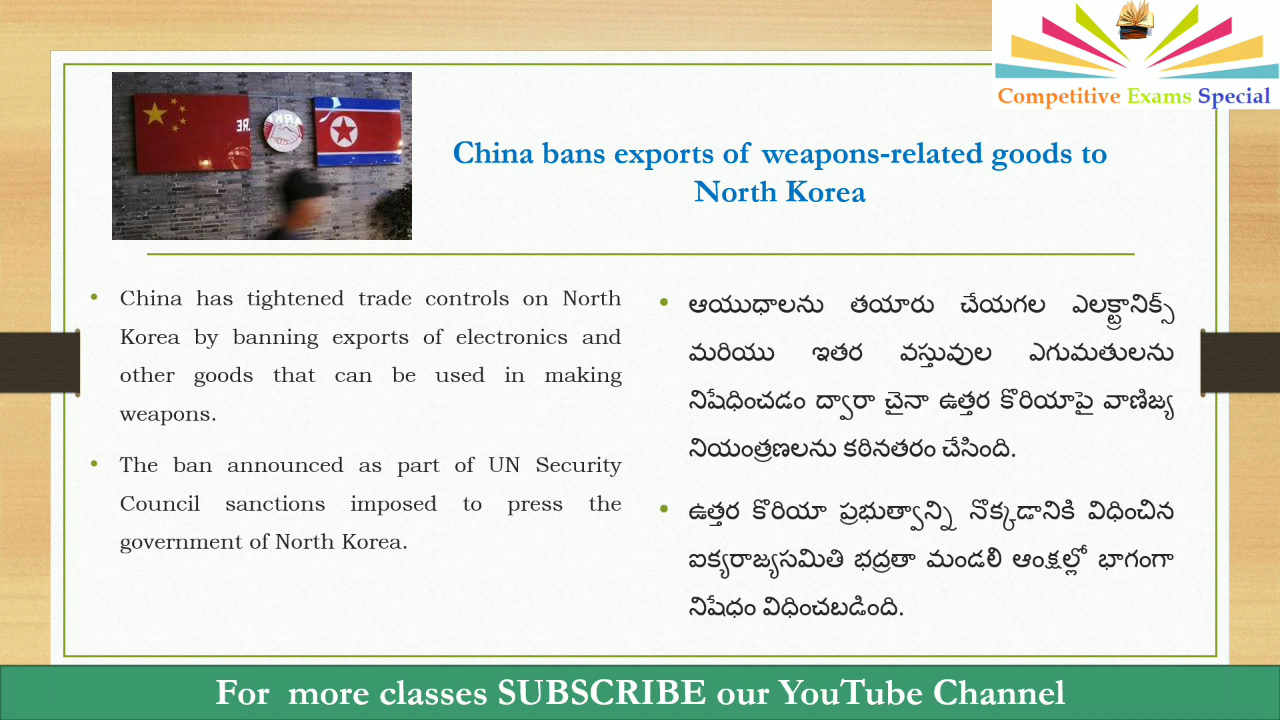 Competitive Exams Special
China bans exports of weapons-related goods to
North Korea
• China has tightened trade controls on North
Korea by banning exports of electronics and
other goods that can be used in making
weapons.
• The ban announced as part of UN Security
Council sanctions imposed to press the
government of North Korea.
• ఆయుధాలను తయారు చేయగల ఎలక్ట్రానిక్స్
మరియు ఇతర వస్తువుల ఎగుమతులను
నిషేధించడం ద్వారా చైనా ఉత్తర కొరియాపై వాణిజ్య
నియంత్రణలను కఠినతరం చేసింది.
• ఉత్తర కొరియా ప్రభుత్వాన్ని నొక్కడానికి విధించిన
ఐక్యరాజ్యసమితి భద్రతా మండలి ఆంక్షల్లో భాగంగా
నిషేధం విధించబడింది.
For more classes SUBSCRIBE our YouTube Channel